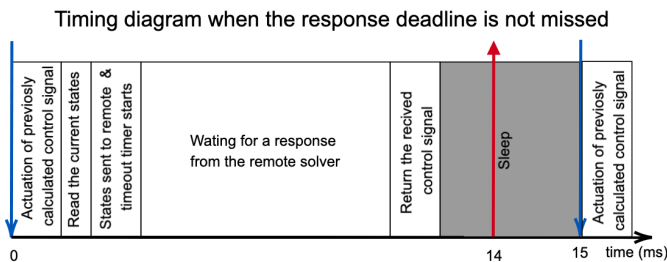 Timing diagram when the response deadline is not missed
Actuation of previosly
calculated control signal
Read the current states
States sent to remote &
timeout timer starts
Wating for a response
from the remote solver
Return the recived
control signal
Sleep
Actuation of previosly
calculated control signal
0
14
15
time (ms)